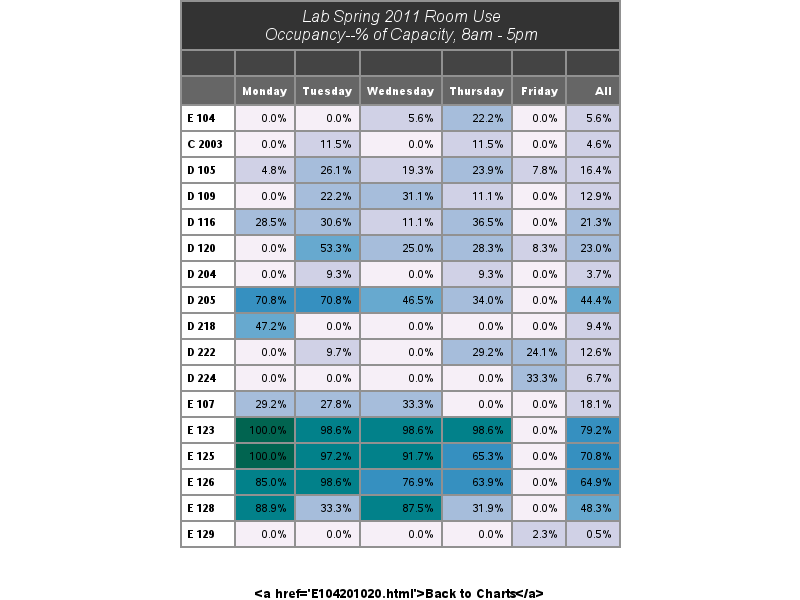 Lab Spring 2011 Room Use
Occupancy--% of Capacity, 8am - 5pm
Monday Tuesday Wednesday Thursday Friday All
E 104 0.0% 0.0% 5.6% 22.2% 0.0% 5.6%
C 2003 0.0% 11.5% 0.0% 11.5% 0.0% 4.6%
D 105 4.8% 26.1% 19.3% 23.9% 7.8% 16.4%
D 109 0.0% 22.2% 31.1% 11.1% 0.0% 12.9%
D 116 28.5% 30.6% 11.1% 36.5% 0.0% 21.3%
D 120 0.0% 53.3% 25.0% 28.3% 8.3% 23.0%
D 204 0.0% 9.3% 0.0% 9.3% 0.0% 3.7%
D 205 70.8% 70.8% 46.5% 34.0% 0.0% 44.4%
D 218 47.2% 0.0% 0.0% 0.0% 0.0% 9.4%
D 222 0.0% 9.7% 0.0% 29.2% 24.1% 12.6%
D 224 0.0% 0.0% 0.0% 0.0% 33.3% 6.7%
E 107 29.2% 27.8% 33.3% 0.0% 0.0% 18.1%
E 123 100.0% 98.6% 98.6% 98.6% 0.0% 79.2%
E 125 100.0% 97.2% 91.7% 65.3% 0.0% 70.8%
E 126 85.0% 98.6% 76.9% 63.9% 0.0% 64.9%
E 128 88.9% 33.3% 87.5% 31.9% 0.0% 48.3%
E 129 0.0% 0.0% 0.0% 0.0% 2.3% 0.5%
<a href='E104201020.html'>Back to Charts</a>